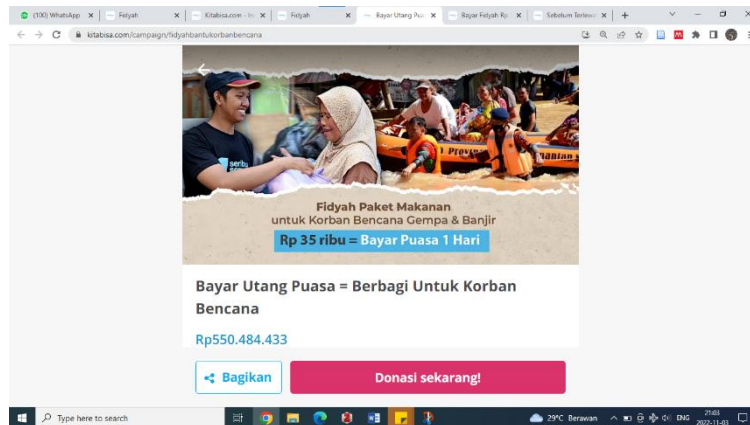 (100) WhatsApp
Fidyah
Kitabisa.com - In
Fidyah
Bayar Utang Pua
Bayar Fidyah Rp
Sebelum Terlewa
kitabisa.com/campaign/fidyahbantukorbanbencana
seribu
Fidyah Paket Makanan
untuk Korban Bencana Gempa & Banjir
Rp 35 ribu = Bayar Puasa 1 Hari
Bayar Utang Puasa = Berbagi Untuk Korban
Bencana
Rp550.484.433
Bagikan
Donasi sekarang!
Type here to search
29°C Berawan
ENG
21:03
2022-11-03